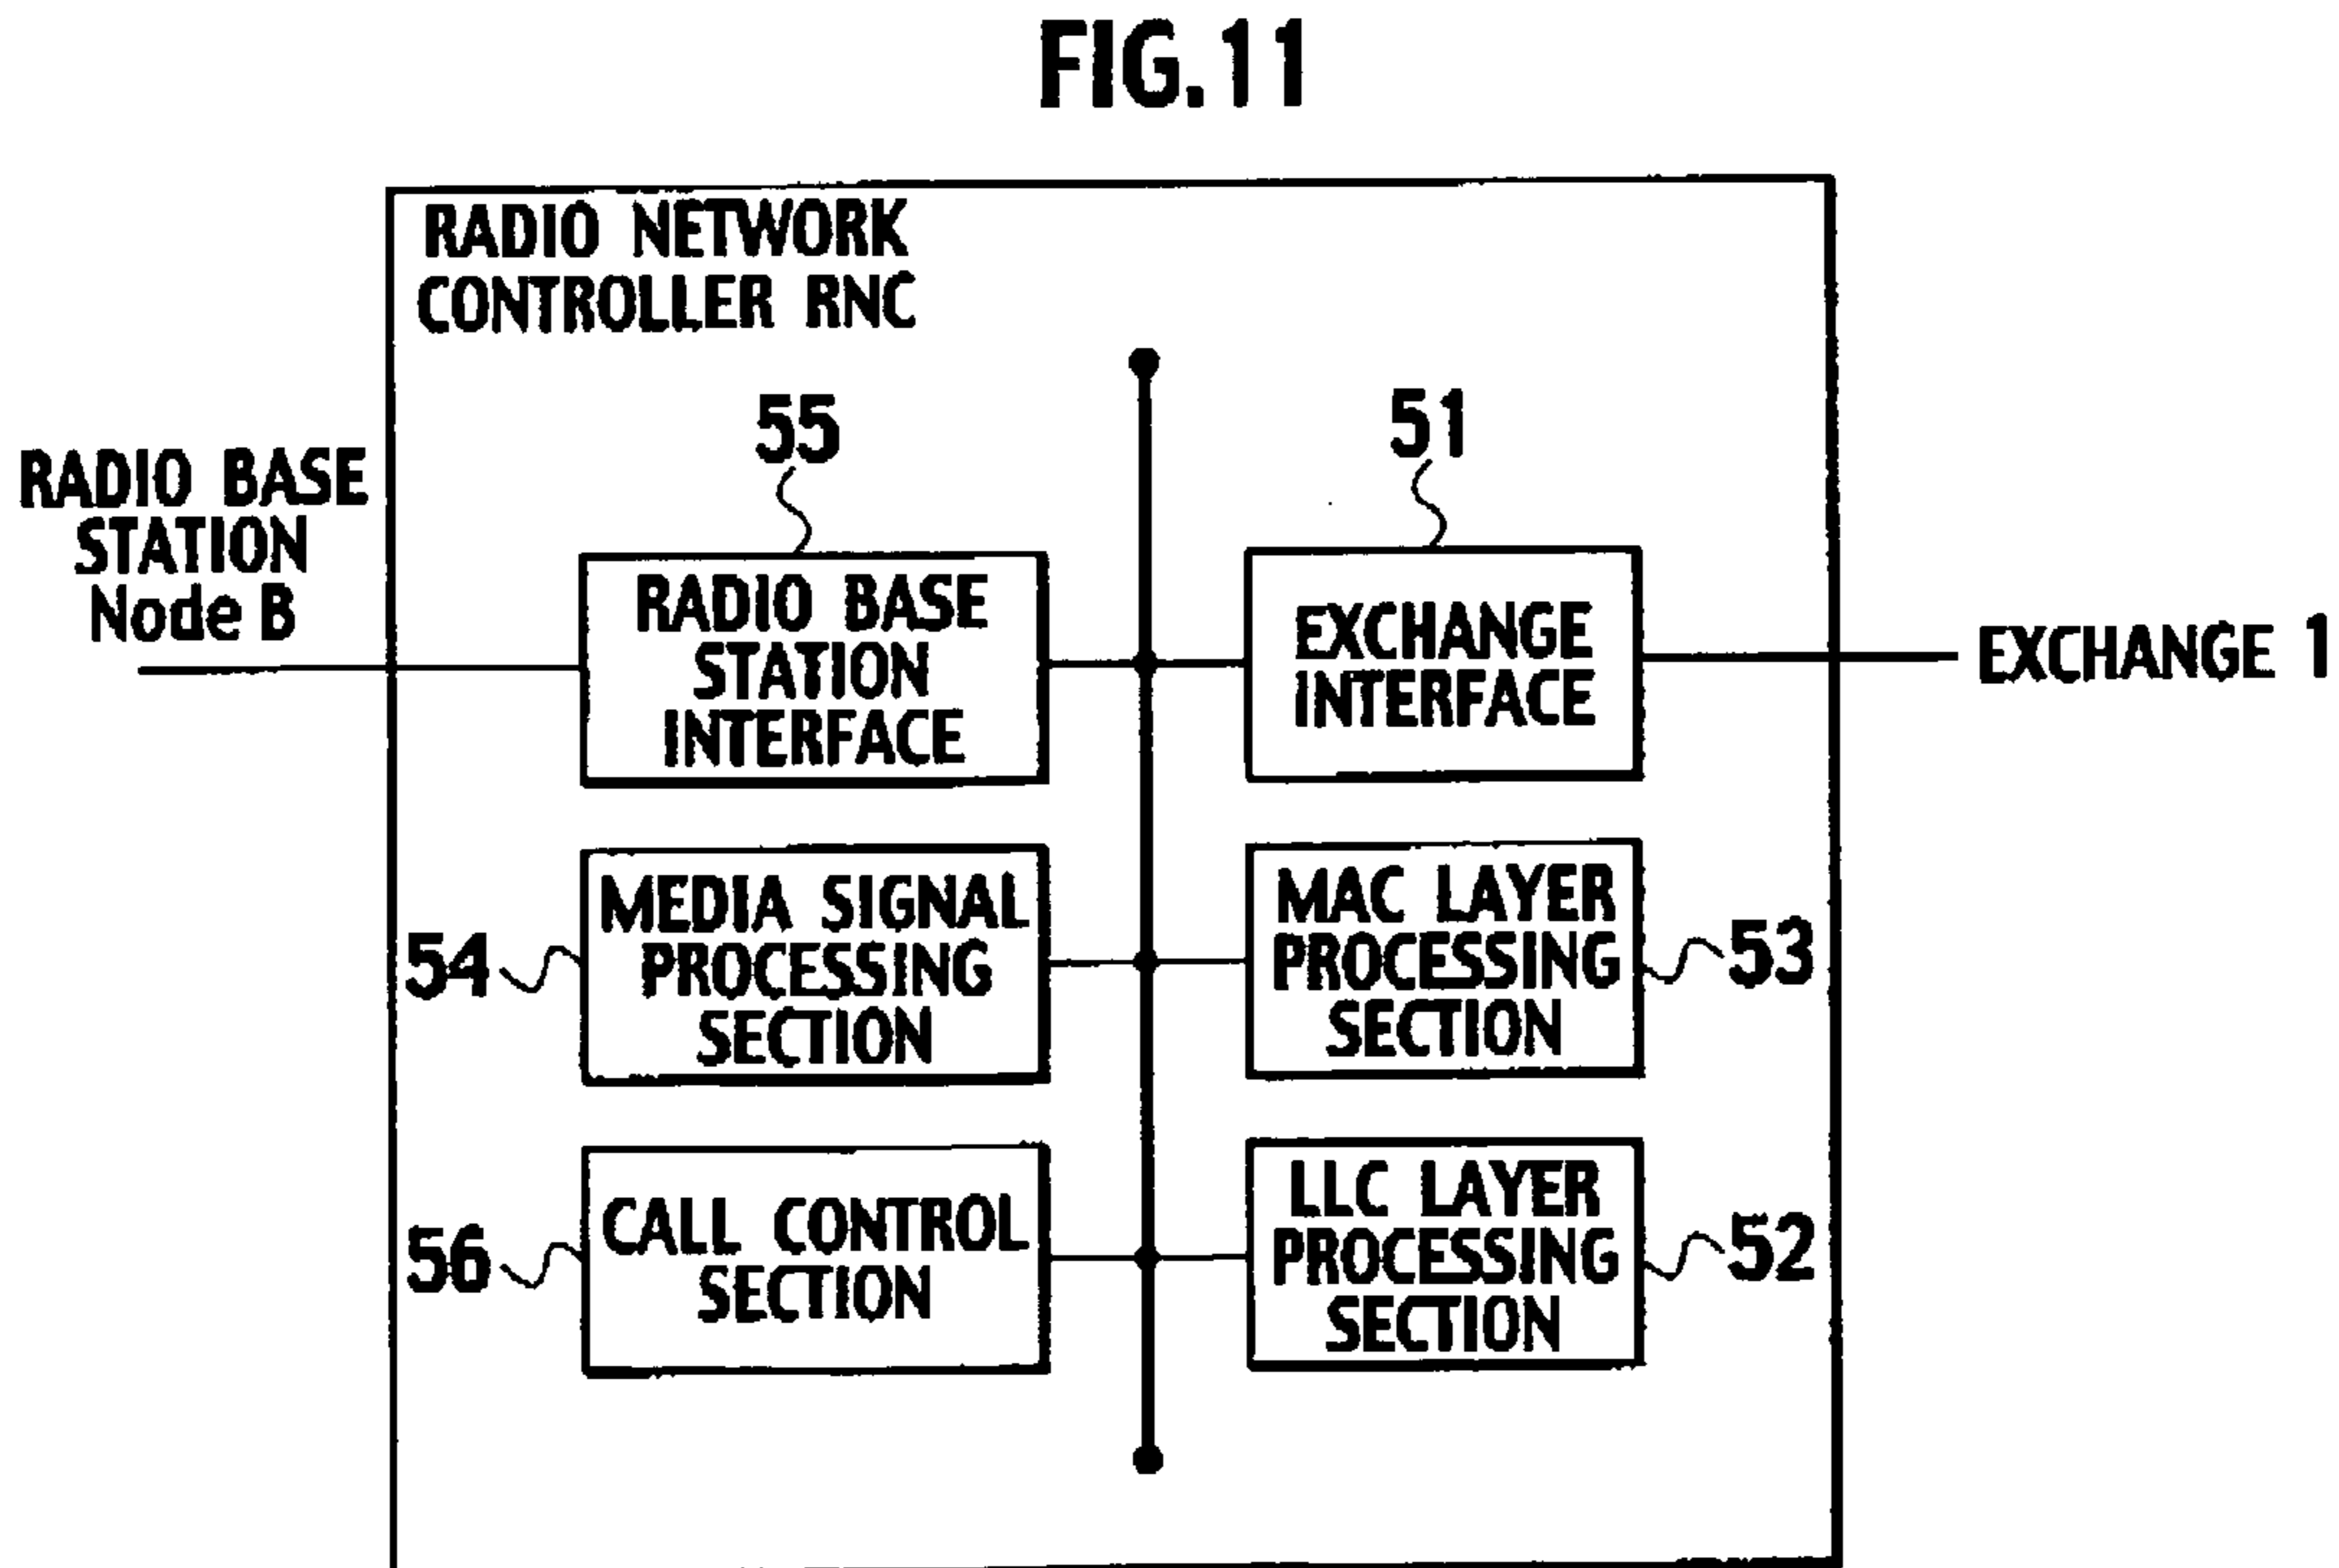 FIG.11
RADIO NETWORK
CONTROLLER RNC
RADIO BASE
STATION
Node B
55
RADIO BASE
STATION
INTERFACE
51
EXCHANGE
INTERFACE
EXCHANGE 1
54
MEDIA SIGNAL
PROCESSING
SECTION
MAC LAYER
PROCESSING
SECTION
53
56
CALL CONTROL
SECTION
LLC LAYER
PROCESSING
SECTION
52